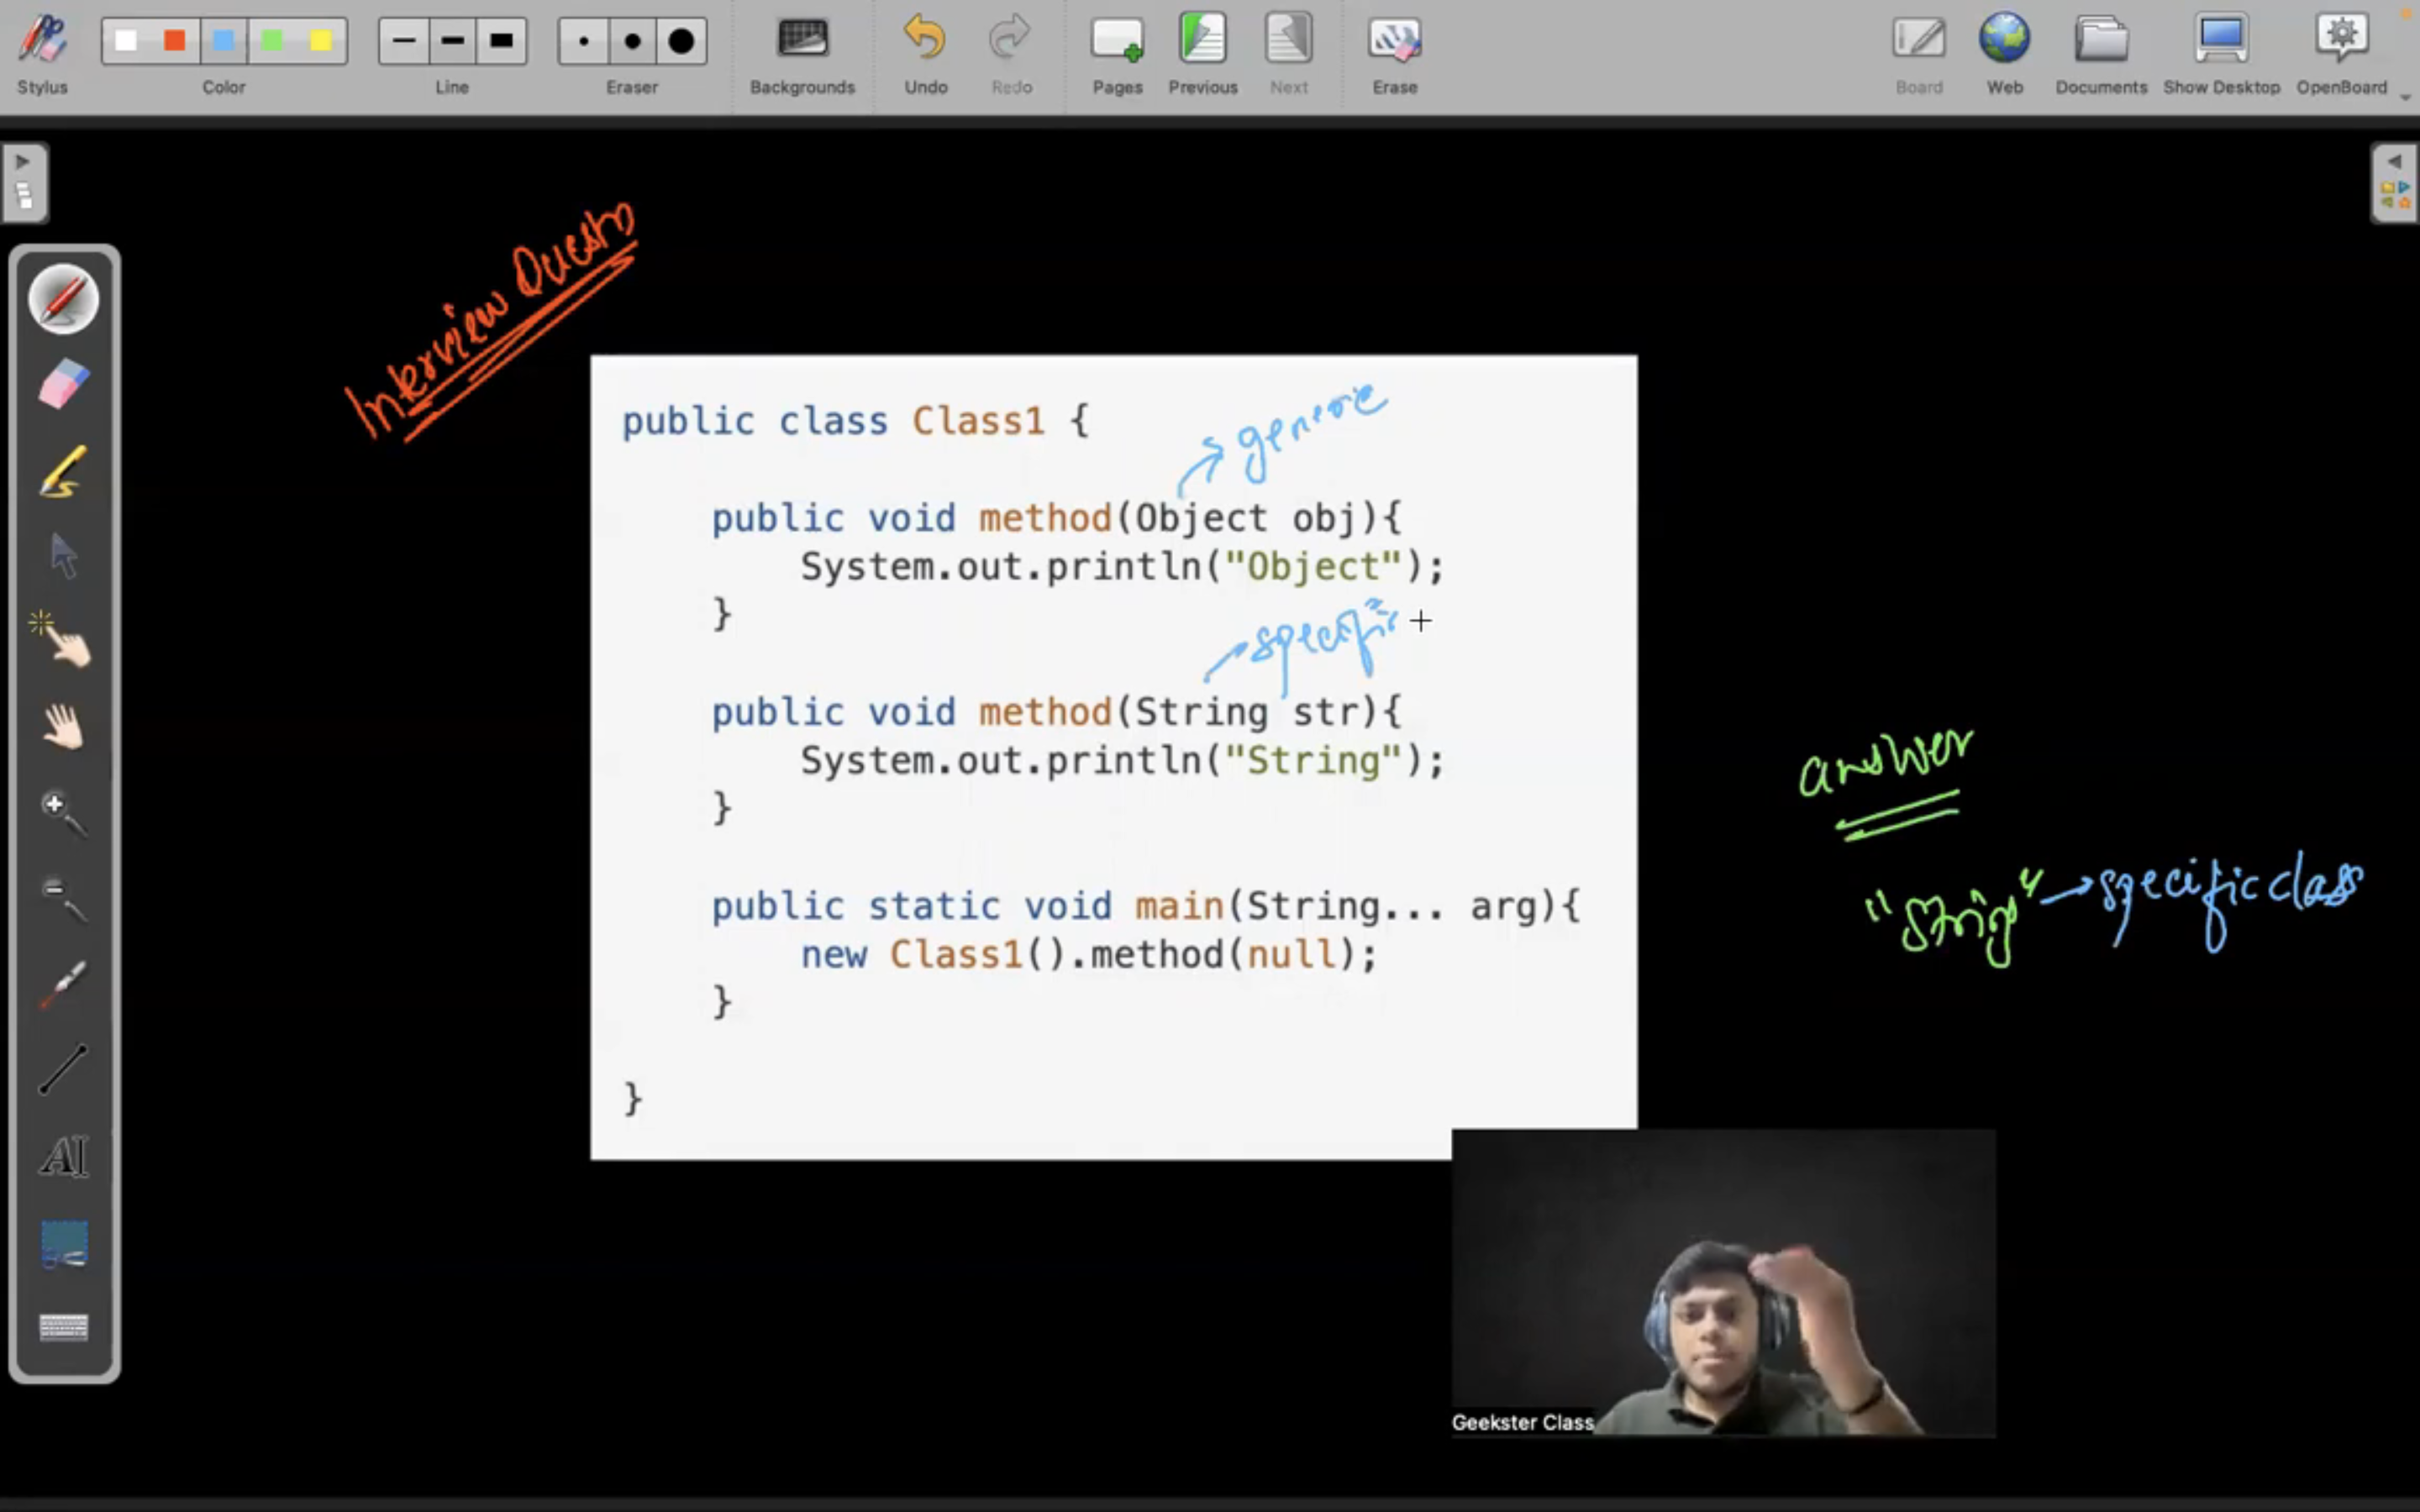 Stylus
Color
Line
Eraser
Backgrounds
Undo
Redo
Pages
Previous
Next
Erase
Board
Web
Documents
Show Desktop
OpenBoard
Interview Questn
public class Class1 {
generic
public void method(Object obj){
System.out.println("Object");
}
specific
public void method(String str){
System.out.println("String");
}
answer
"String" → specific class
public static void main(String... arg){
new Class1().method(null);
}
}
AI
Geekster Class